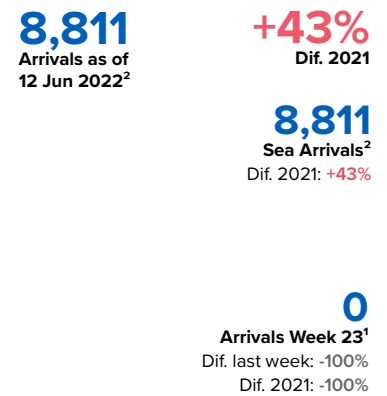 8,811
Arrivals as of
12 Jun 2022²
+43%
Dif. 2021
8,811
Sea Arrivals²
Dif. 2021: +43%
0
Arrivals Week 23¹
Dif. last week: -100%
Dif. 2021: -100%